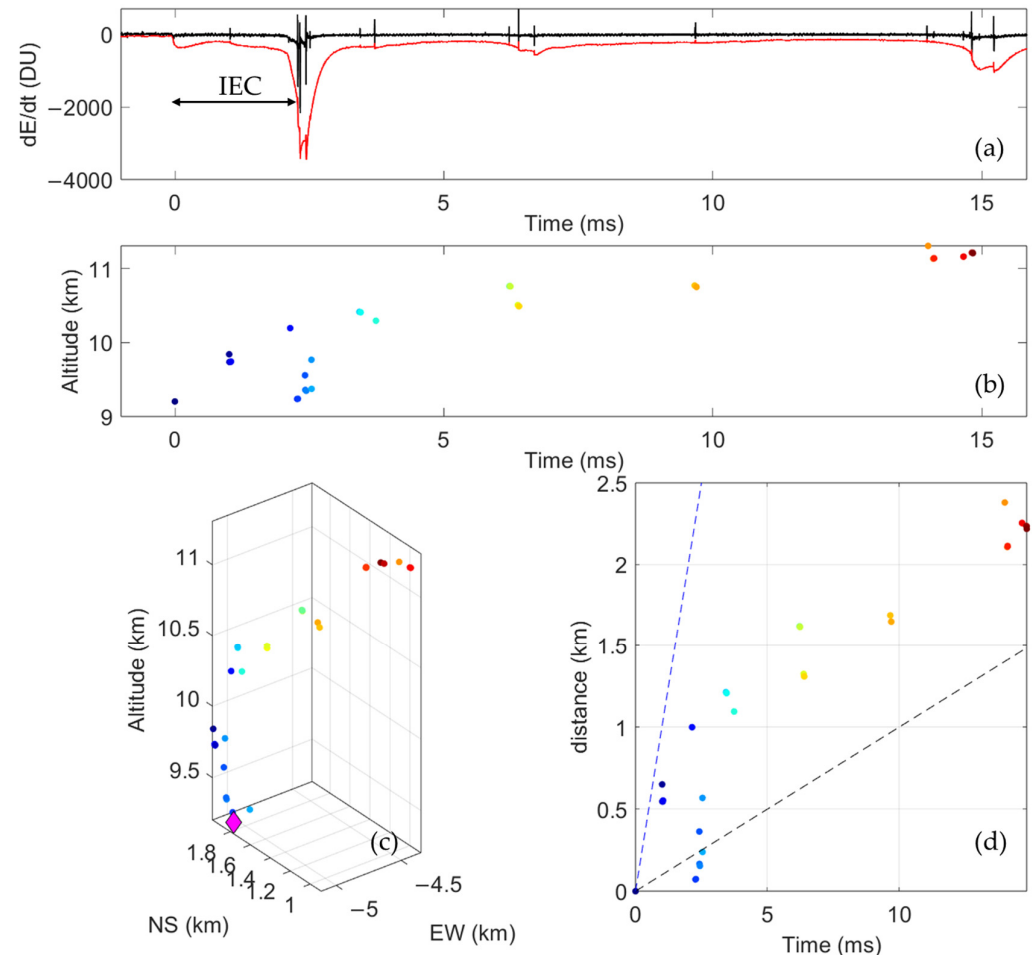 0
−2000
−4000
dE/dt (DU)
IEC
(a)
0 5 10 15
Time (ms)
11
10
9
Altitude (km)
(b)
0 5 10 15
Time (ms)
11
10.5
10
9.5
Altitude (km)
(c)
1.8
1.6
1.4
1.2
1
NS (km)
−5
−4.5
EW (km)
2.5
2
1.5
1
0.5
0
distance (km)
(d)
0 5 10
Time (ms)